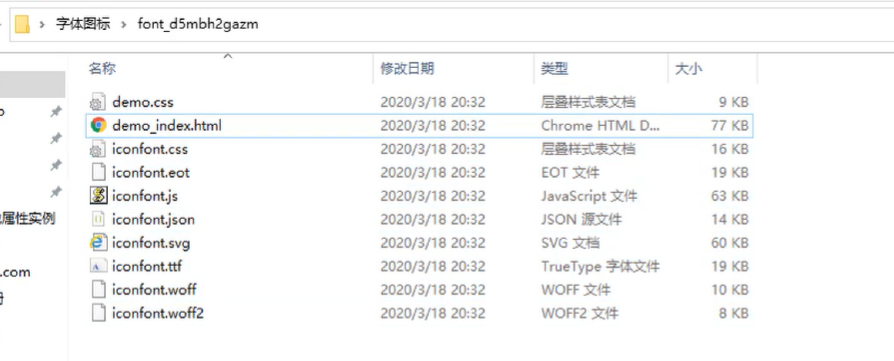 字体图标 > font_d5mbh2gazm
名称 修改日期 类型 大小
demo.css 2020/3/18 20:32 层叠样式表文档 9 KB
demo_index.html 2020/3/18 20:32 Chrome HTML D... 77 KB
iconfont.css 2020/3/18 20:32 层叠样式表文档 16 KB
iconfont.eot 2020/3/18 20:32 EOT 文件 19 KB
iconfont.js 2020/3/18 20:32 JavaScript 文件 63 KB
iconfont.json 2020/3/18 20:32 JSON 源文件 14 KB
属性实例
iconfont.svg 2020/3/18 20:32 SVG 文档 60 KB
iconfont.ttf 2020/3/18 20:32 TrueType 字体文件 19 KB
.com
iconfont.woff 2020/3/18 20:32 WOFF 文件 10 KB
iconfont.woff2 2020/3/18 20:32 WOFF2 文件 8 KB